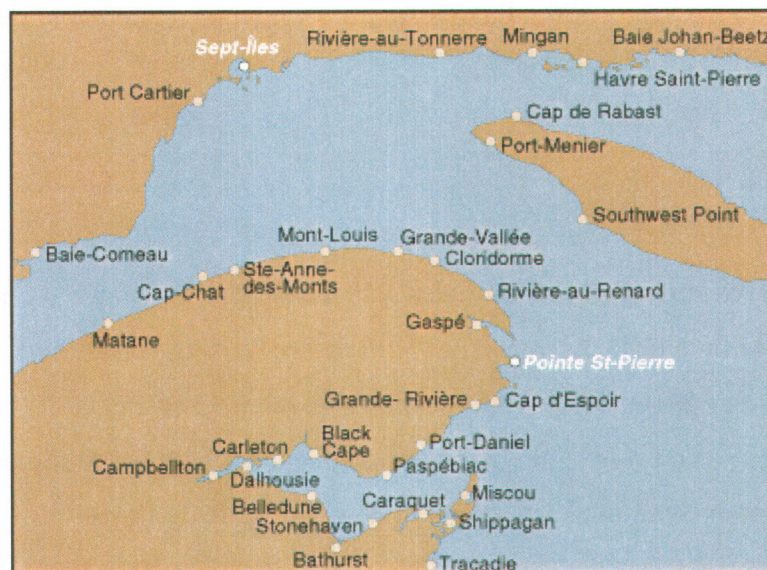 Sept-Îles
Rivière-au-Tonnerre
Mingan
Baie Johan-Beetz
Havre Saint-Pierre
Port Cartier
Cap de Rabast
Port-Menier
Southwest Point
Baie-Comeau
Mont-Louis
Grande-Vallée
Cloridorme
Ste-Anne-
des-Monts
Cap-Chat
Rivière-au-Renard
Gaspé
Matane
Pointe St-Pierre
Grande- Rivière
Cap d'Espoir
Black
Cape
Port-Daniel
Carleton
Campbellton
Dalhousie
Paspébiac
Miscou
Belledune
Caraquet
Stonehaven
Shippagan
Bathurst
Tracadie